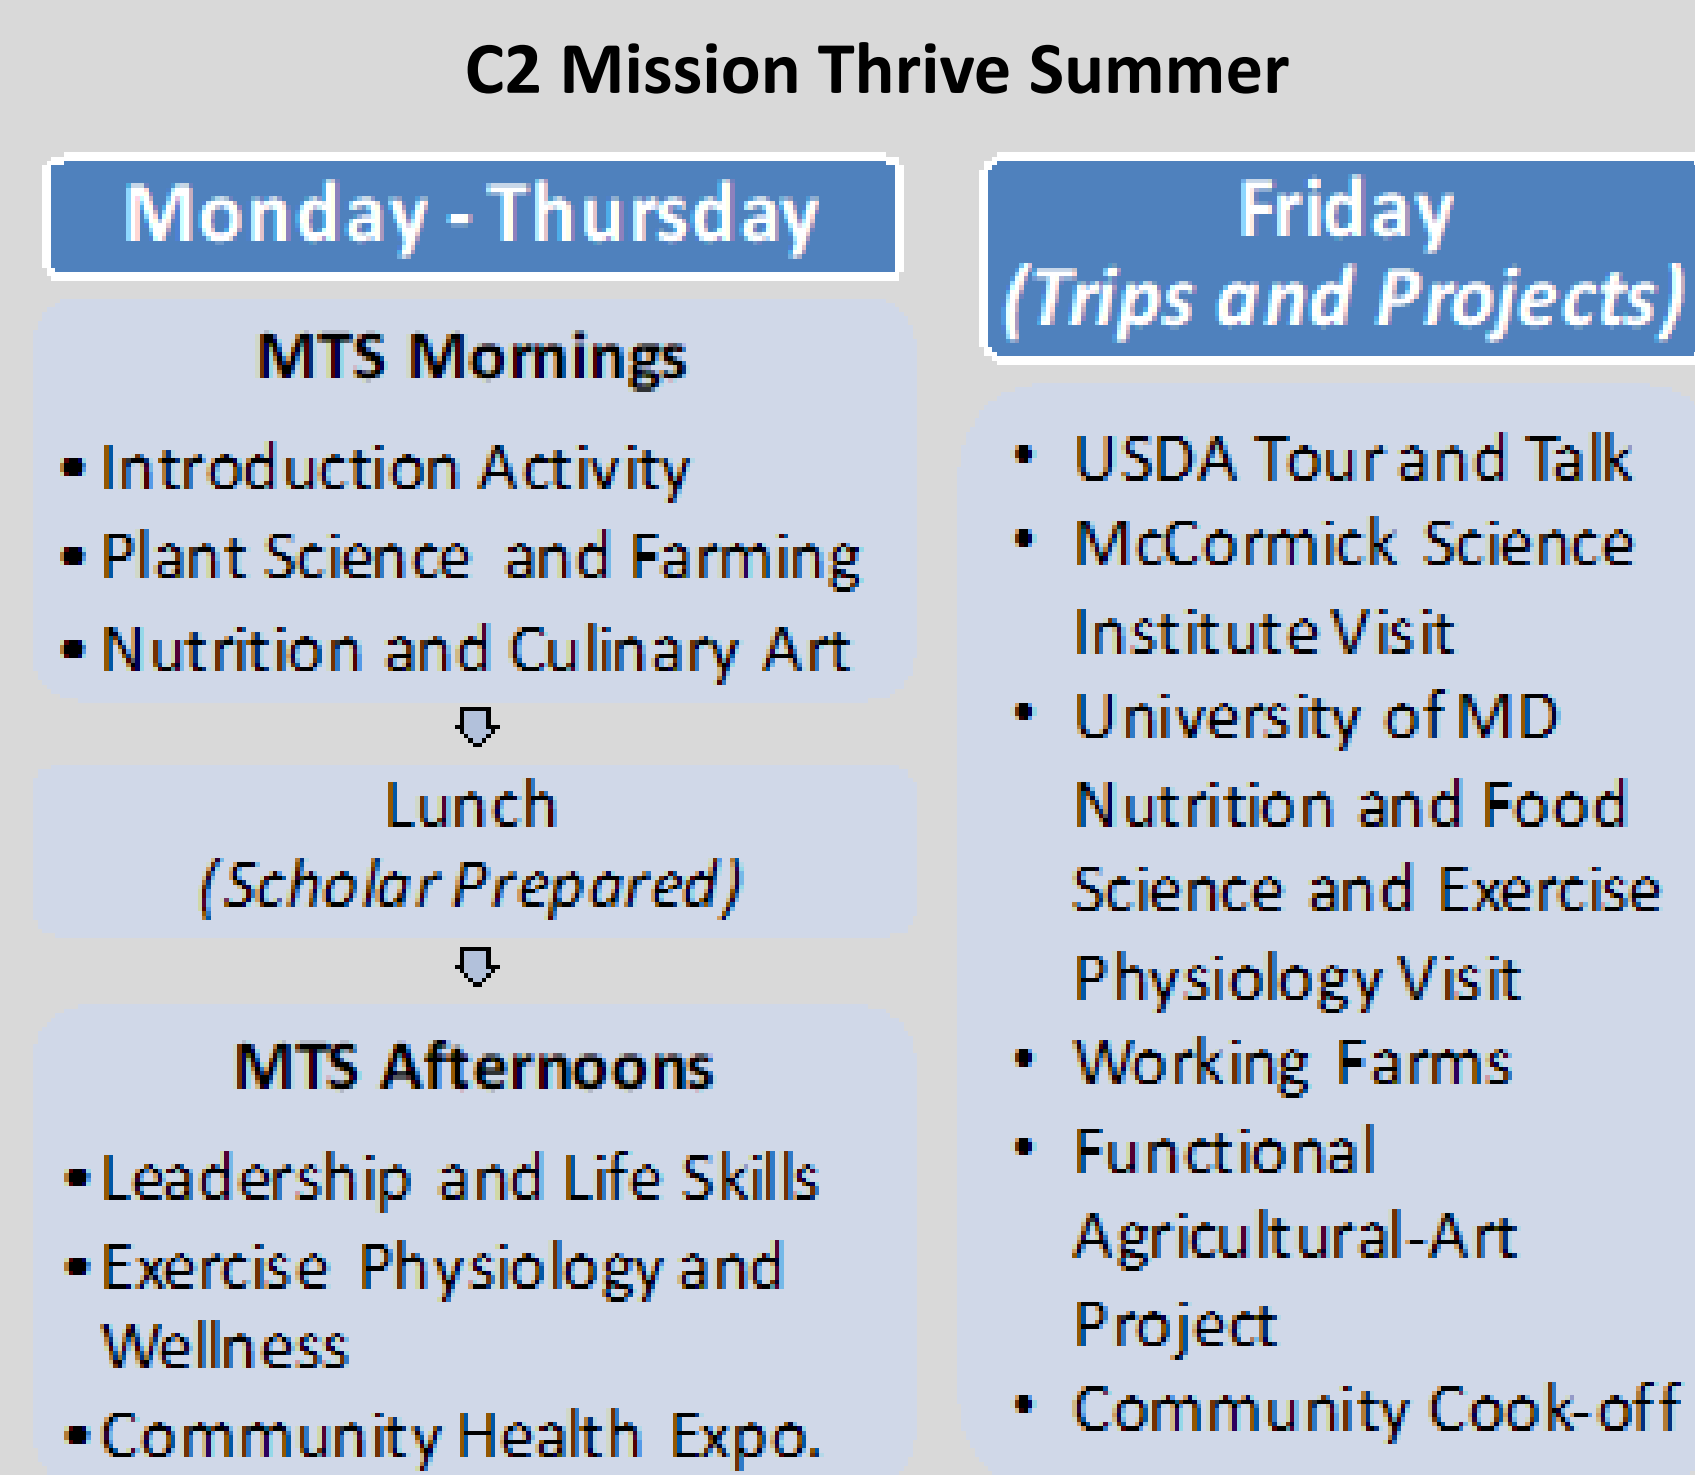 C2 Mission Thrive Summer
Monday - Thursday
MTS Mornings
• Introduction Activity
• Plant Science and Farming
• Nutrition and Culinary Art
Lunch
(Scholar Prepared)
MTS Afternoons
• Leadership and Life Skills
• Exercise Physiology and
Wellness
• Community Health Expo.
Friday
(Trips and Projects)
• USDA Tour and Talk
• McCormick Science
Institute Visit
• University of MD
Nutrition and Food
Science and Exercise
Physiology Visit
• Working Farms
• Functional
Agricultural-Art
Project
• Community Cook-off